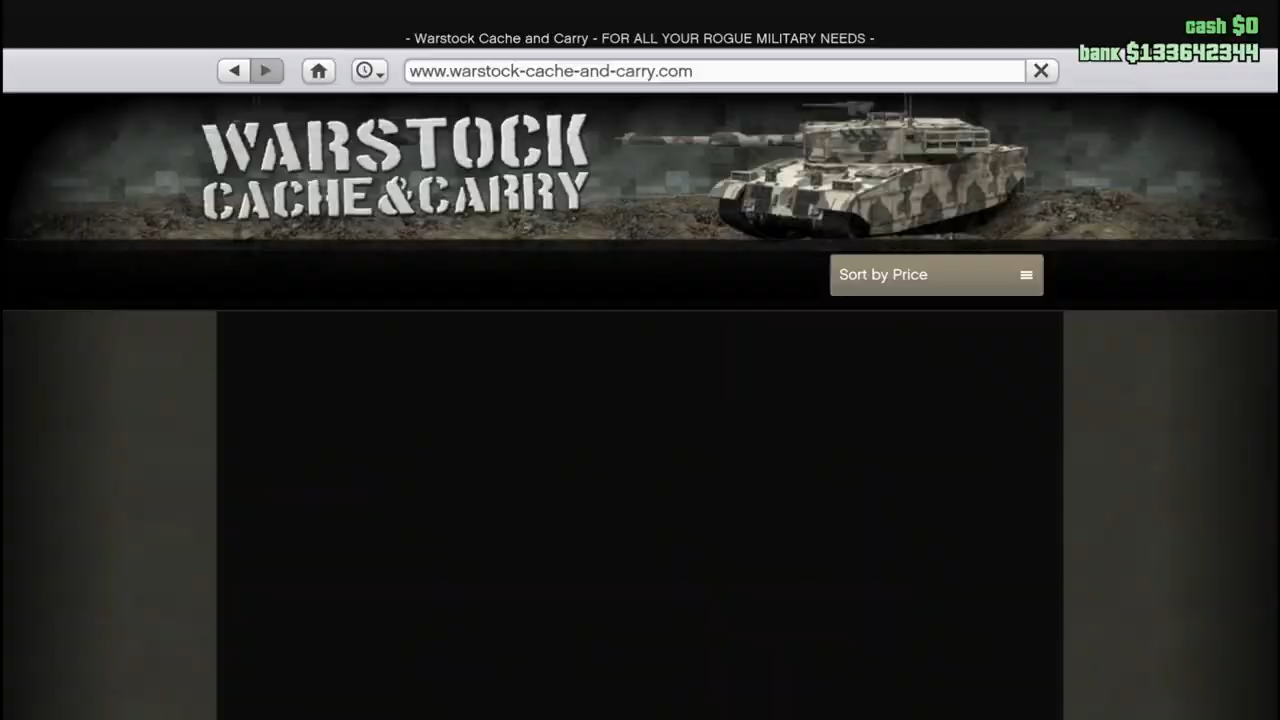 cash $0
- Warstock Cache and Carry - FOR ALL YOUR ROGUE MILITARY NEEDS -
bank $133642344
www.warstock-cache-and-carry.com
WARSTOCK
CACHE&CARRY
Sort by Price